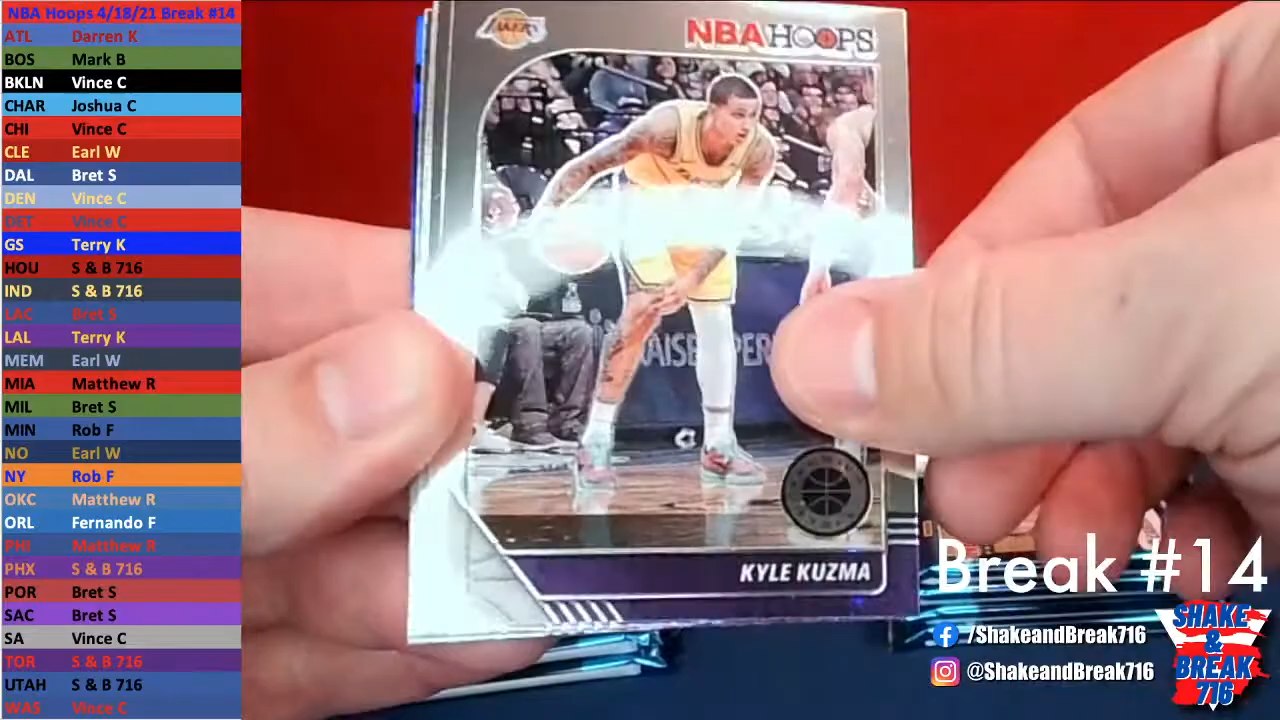 NBA Hoops 4/18/21 Break #14
ATL Darren K
BOS Mark B
BKLN Vince C
CHAR Joshua C
CHI Vince C
CLE Earl W
DAL Bret S
DEN Vince C
DET Vince C
GS Terry K
HOU S & B 716
IND S & B 716
LAC Bret S
LAL Terry K
MEM Earl W
MIA Matthew R
MIL Bret S
MIN Rob F
NO Earl W
NY Rob F
OKC Matthew R
ORL Fernando F
PHI Matthew R
PHX S & B 716
POR Bret S
SAC Bret S
SA Vince C
TOR S & B 716
UTAH S & B 716
WAS Vince C
LAKERS
NBA HOOPS
KYLE KUZMA
Break #14
/ShakeandBreak716
@ShakeandBreak716
SHAKE
&
BREAK
716